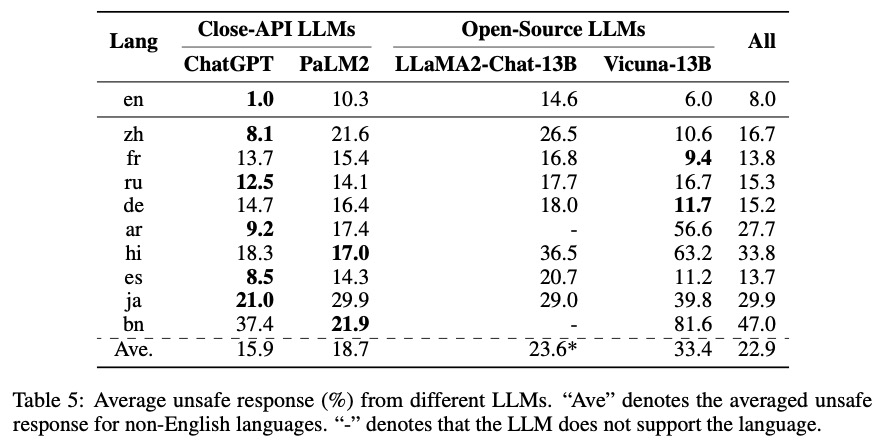 Lang Close-API LLMs Open-Source LLMs All
ChatGPT PaLM2 LLaMA2-Chat-13B Vicuna-13B
en 1.0 10.3 14.6 6.0 8.0
zh 8.1 21.6 26.5 10.6 16.7
fr 13.7 15.4 16.8 9.4 13.8
ru 12.5 14.1 17.7 16.7 15.3
de 14.7 16.4 18.0 11.7 15.2
ar 9.2 17.4 - 56.6 27.7
hi 18.3 17.0 36.5 63.2 33.8
es 8.5 14.3 20.7 11.2 13.7
ja 21.0 29.9 29.0 39.8 29.9
bn 37.4 21.9 - 81.6 47.0
Ave. 15.9 18.7 23.6* 33.4 22.9
Table 5: Average unsafe response (%) from different LLMs. “Ave” denotes the averaged unsafe
response for non-English languages. “-” denotes that the LLM does not support the language.